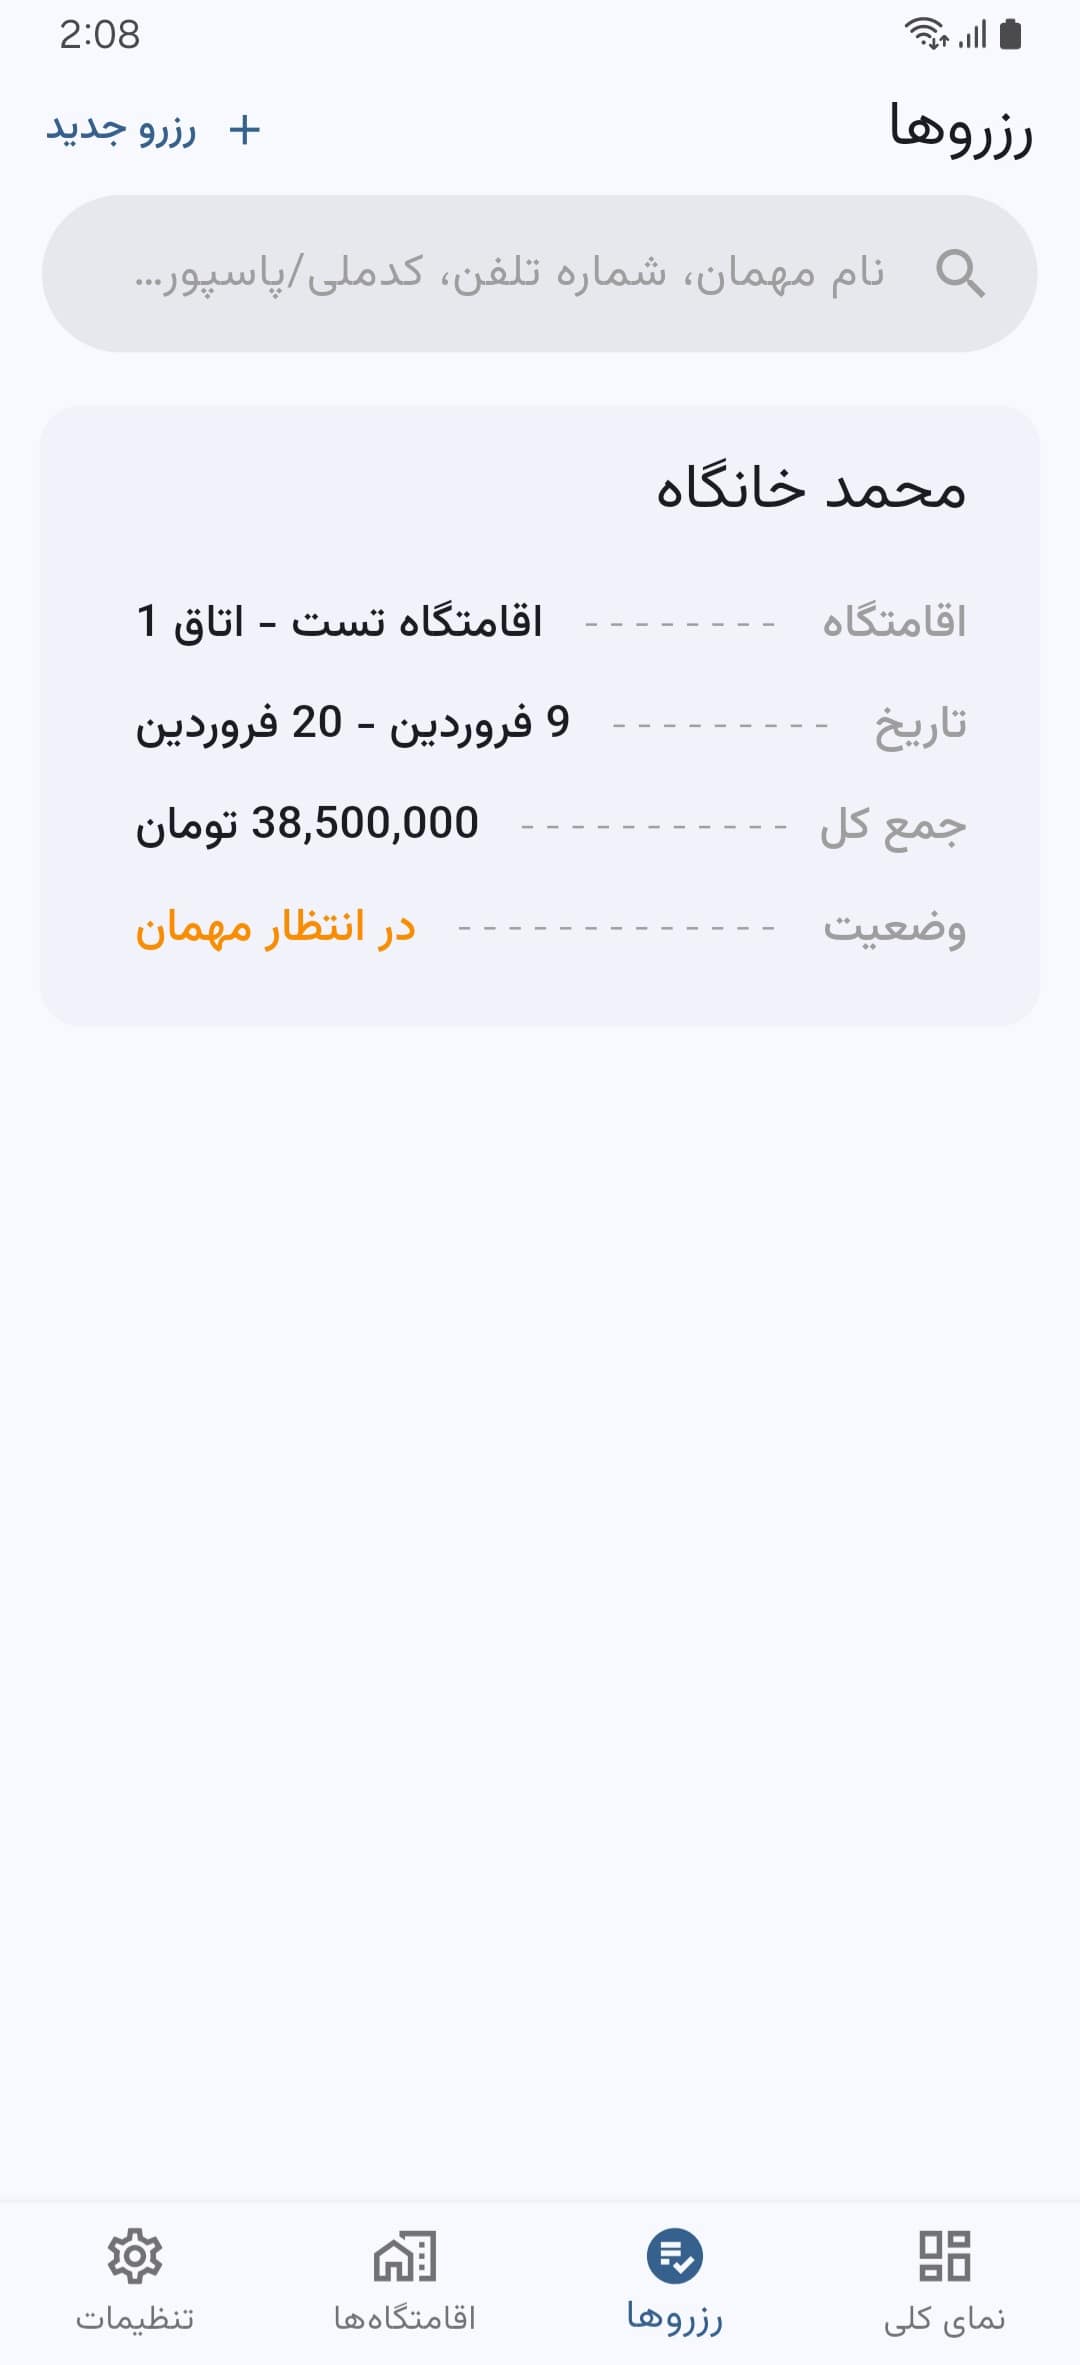 2:08
رزروها
+ رزرو جدید
نام مهمان، شماره تلفن، کدملی/پاسپور...
محمد خانگاه
اقامتگاه --------- اقامتگاه تست - اتاق 1
تاریخ --------- 9 فروردین - 20 فروردین
جمع کل ----------- 38,500,000 تومان
وضعیت ------------- در انتظار مهمان
نمای کلی
رزروها
اقامتگاه‌ها
تنظیمات